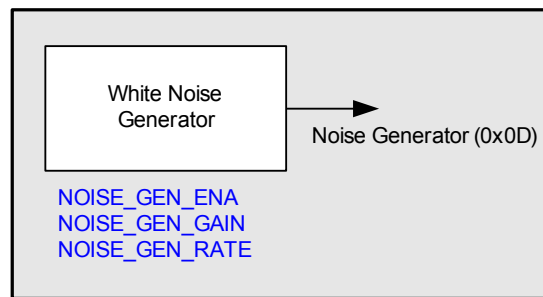 White Noise
Generator
Noise Generator (0x0D)
NOISE_GEN_ENA
NOISE_GEN_GAIN
NOISE_GEN_RATE